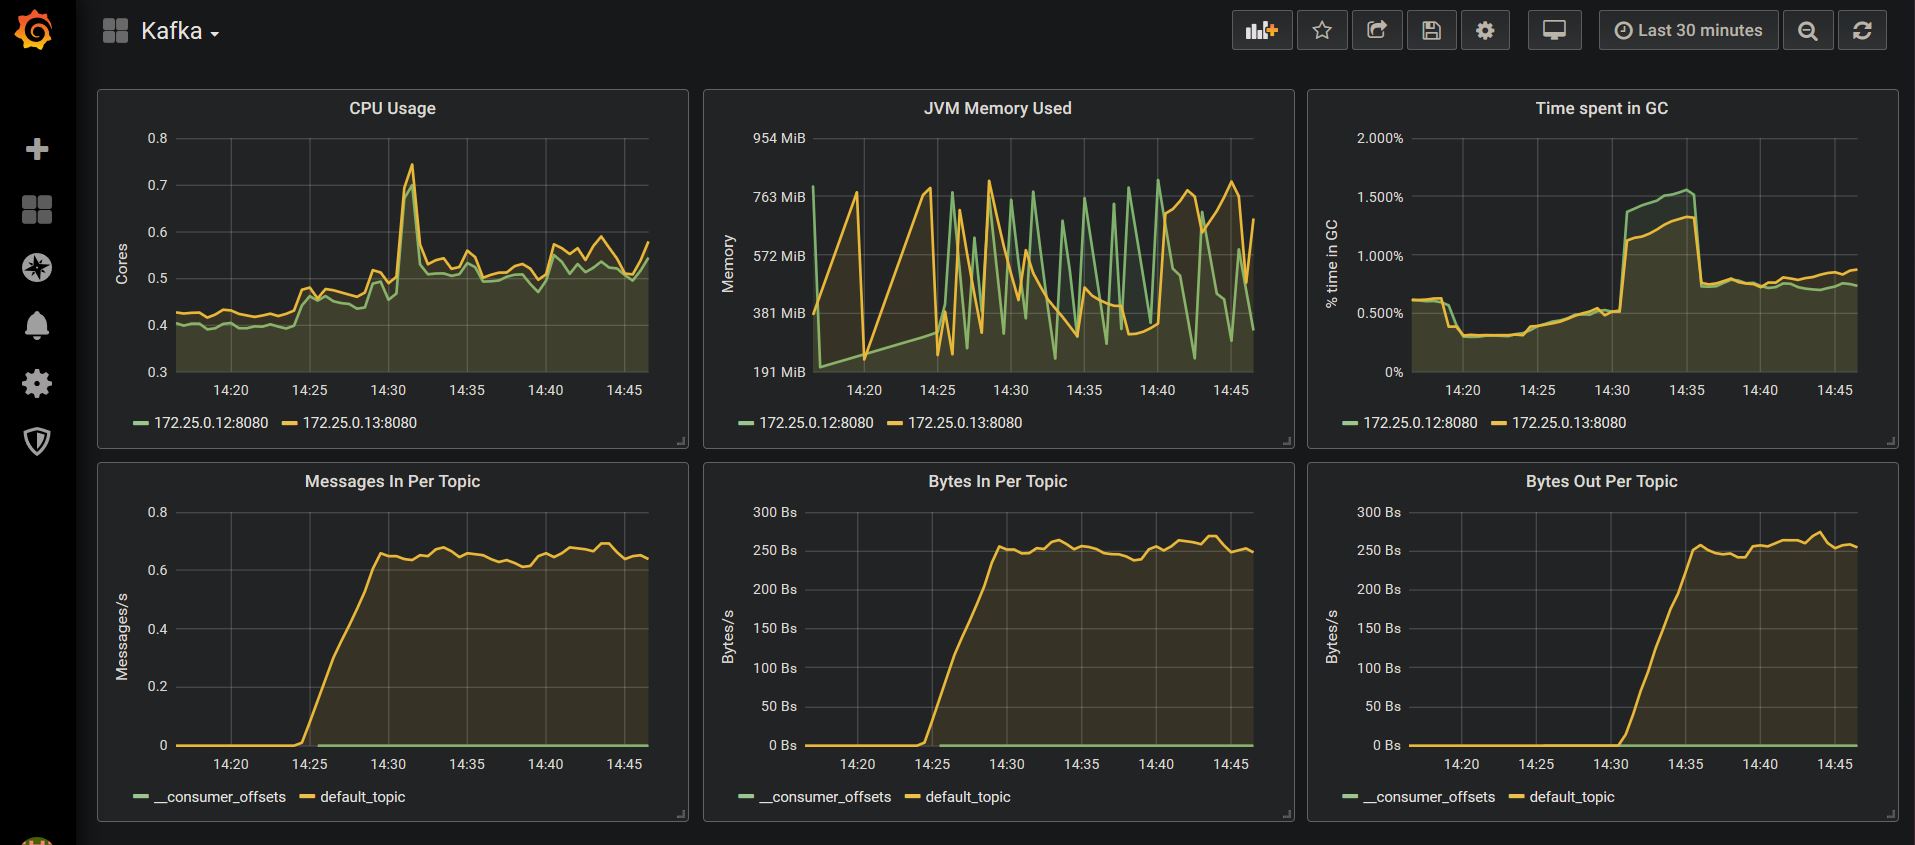 Kafka
Last 30 minutes
CPU Usage
0.8
0.7
0.6
0.5
0.4
0.3
Cores
14:20 14:25 14:30 14:35 14:40 14:45
172.25.0.12:8080 172.25.0.13:8080
JVM Memory Used
954 MiB
763 MiB
572 MiB
381 MiB
191 MiB
Memory
14:20 14:25 14:30 14:35 14:40 14:45
172.25.0.12:8080 172.25.0.13:8080
Time spent in GC
2.000%
1.500%
1.000%
0.500%
0%
% time in GC
14:20 14:25 14:30 14:35 14:40 14:45
172.25.0.12:8080 172.25.0.13:8080
Messages In Per Topic
0.8
0.6
0.4
0.2
0
Messages/s
14:20 14:25 14:30 14:35 14:40 14:45
__consumer_offsets default_topic
Bytes In Per Topic
300 Bs
250 Bs
200 Bs
150 Bs
100 Bs
50 Bs
0 Bs
Bytes/s
14:20 14:25 14:30 14:35 14:40 14:45
__consumer_offsets default_topic
Bytes Out Per Topic
300 Bs
250 Bs
200 Bs
150 Bs
100 Bs
50 Bs
0 Bs
Bytes/s
14:20 14:25 14:30 14:35 14:40 14:45
__consumer_offsets default_topic